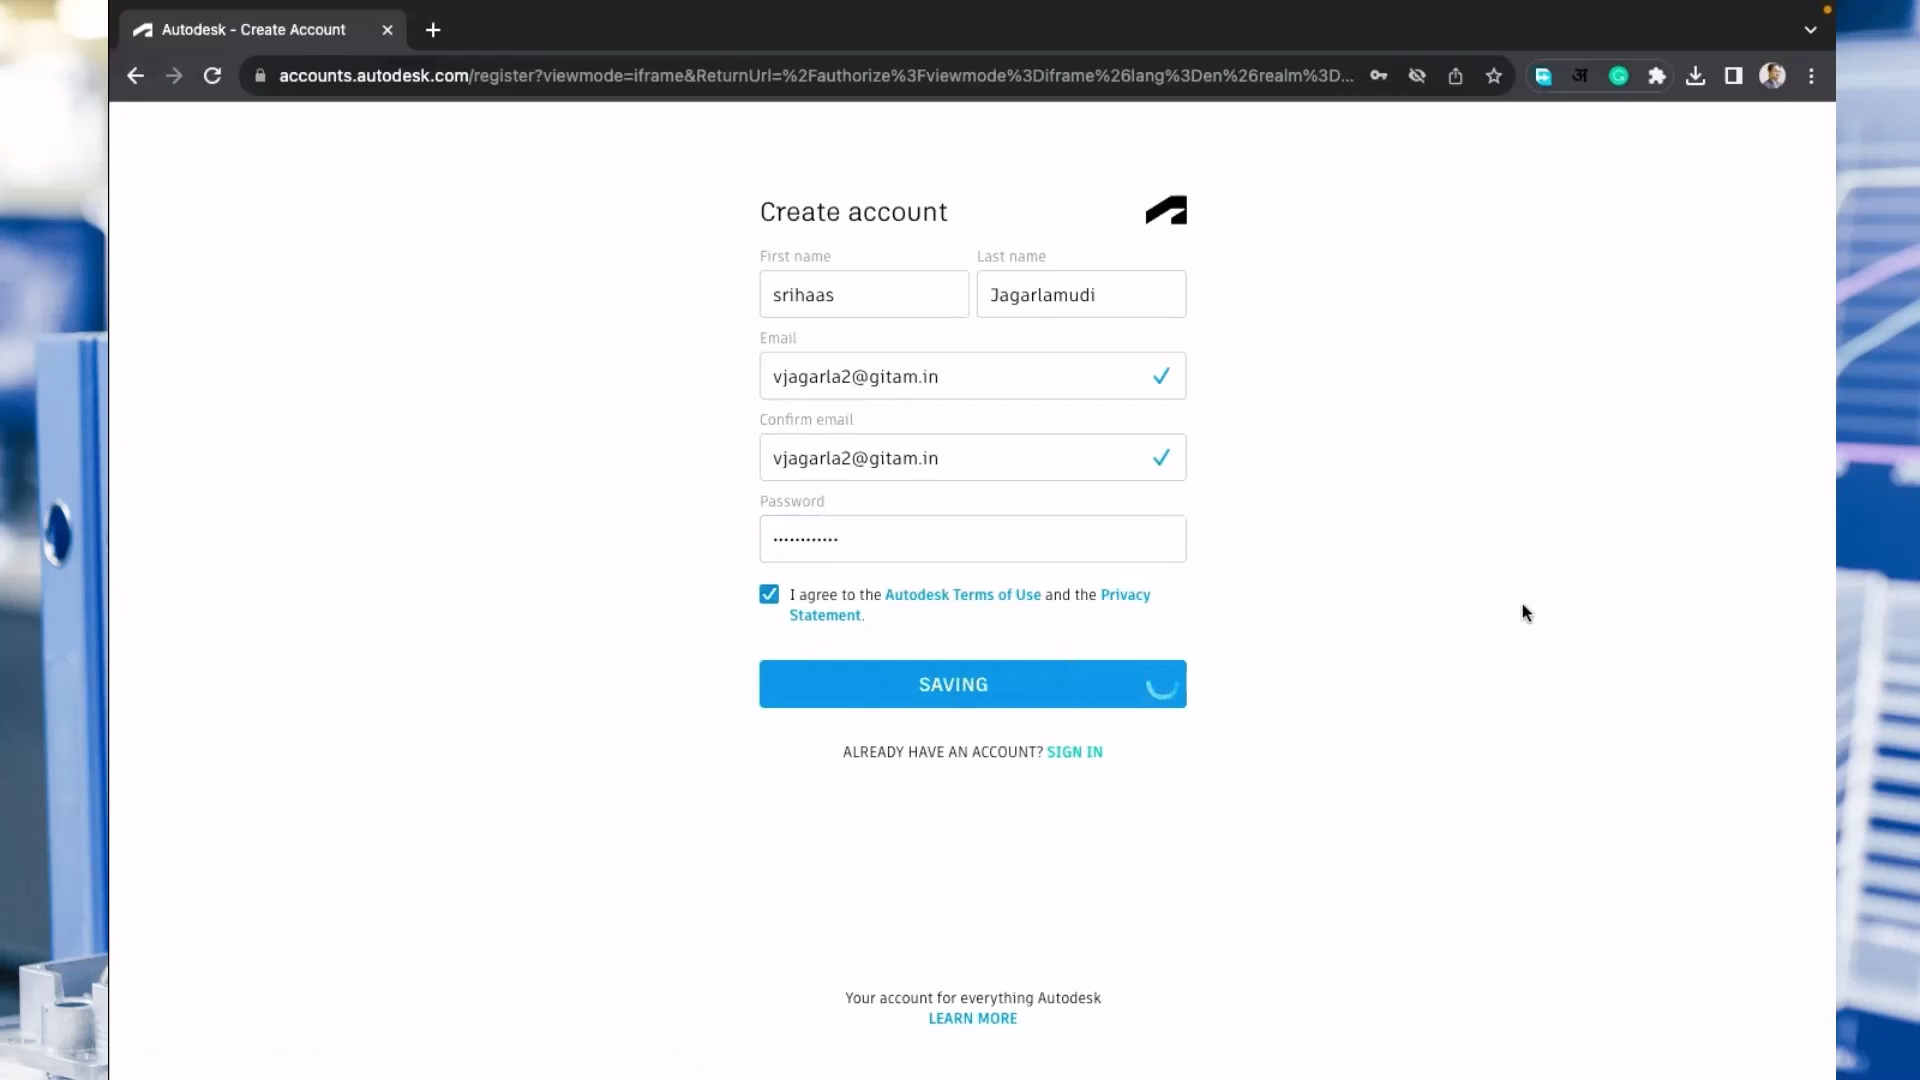 Autodesk - Create Account
accounts.autodesk.com/register?viewmode=iframe&ReturnUrl=%2Fauthorize%3Fviewmode%3Diframe%26lang%3Den%26realm%3D...
अ
Create account
First name
Last name
srihaas
Jagarlamudi
Email
vjagarla2@gitam.in
Confirm email
vjagarla2@gitam.in
Password
I agree to the Autodesk Terms of Use and the Privacy
Statement.
SAVING
ALREADY HAVE AN ACCOUNT? SIGN IN
Your account for everything Autodesk
LEARN MORE